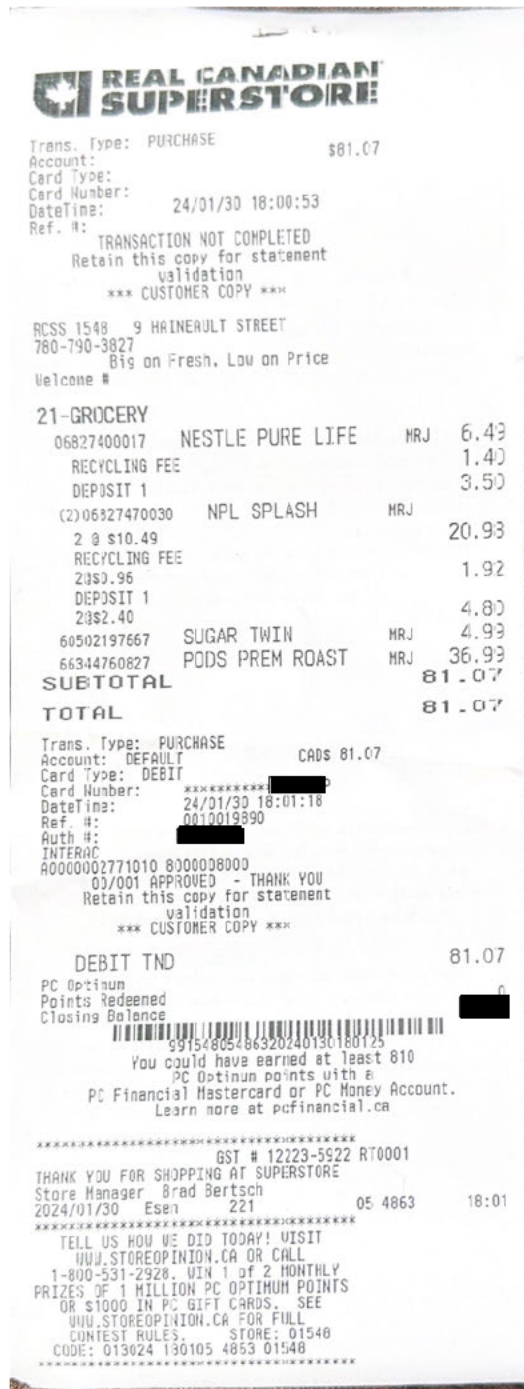 REAL CANADIAN
SUPERSTORE
Trans. Type: PURCHASE
Account: $81.07
Card Type:
Card Number:
DateTime: 24/01/30 18:00:53
Ref. #:
TRANSACTION NOT COMPLETED
Retain this copy for statement
validation
*** CUSTOMER COPY ***
RCSS 1548 9 HAINEAULT STREET
780-790-3827
Big on Fresh, Low on Price
Welcome #
21-GROCERY
06827400017 NESTLE PURE LIFE MRJ 6.49
RECYCLING FEE 1.40
DEPOSIT 1 3.50
(2)06827470030 NPL SPLASH MRJ
2 @ $10.49 20.98
RECYCLING FEE
2@$0.96 1.92
DEPOSIT 1
2@$2.40 4.80
60502197667 SUGAR TWIN MRJ 4.99
66344760827 PODS PREM ROAST MRJ 36.99
SUBTOTAL 81.07
TOTAL 81.07
Trans. Type: PURCHASE
Account: DEFAULT CAD$ 81.07
Card Type: DEBIT
Card Number: ************
DateTime: 24/01/30 18:01:18
Ref. #: 0010019890
Auth #:
INTERAC
A0000002771010 8000008000
00/001 APPROVED - THANK YOU
Retain this copy for statement
validation
*** CUSTOMER COPY ***
DEBIT TND 81.07
PC Optimum
Points Redeemed 0
Closing Balance
99154805486320240130180125
You could have earned at least 810
PC Optimum points with a
PC Financial Mastercard or PC Money Account.
Learn more at pcfinancial.ca
****************************************
GST # 12223-5922 RT0001
THANK YOU FOR SHOPPING AT SUPERSTORE
Store Manager Brad Bertsch
2024/01/30 Esen 221 05 4863 18:01
****************************************
TELL US HOW WE DID TODAY! VISIT
WWW.STOREOPINION.CA OR CALL
1-800-531-2928. WIN 1 of 2 MONTHLY
PRIZES OF 1 MILLION PC OPTIMUM POINTS
OR $1000 IN PC GIFT CARDS. SEE
WWW.STOREOPINION.CA FOR FULL
CONTEST RULES. STORE: 01548
CODE: 013024 180105 4863 01548
****************************************